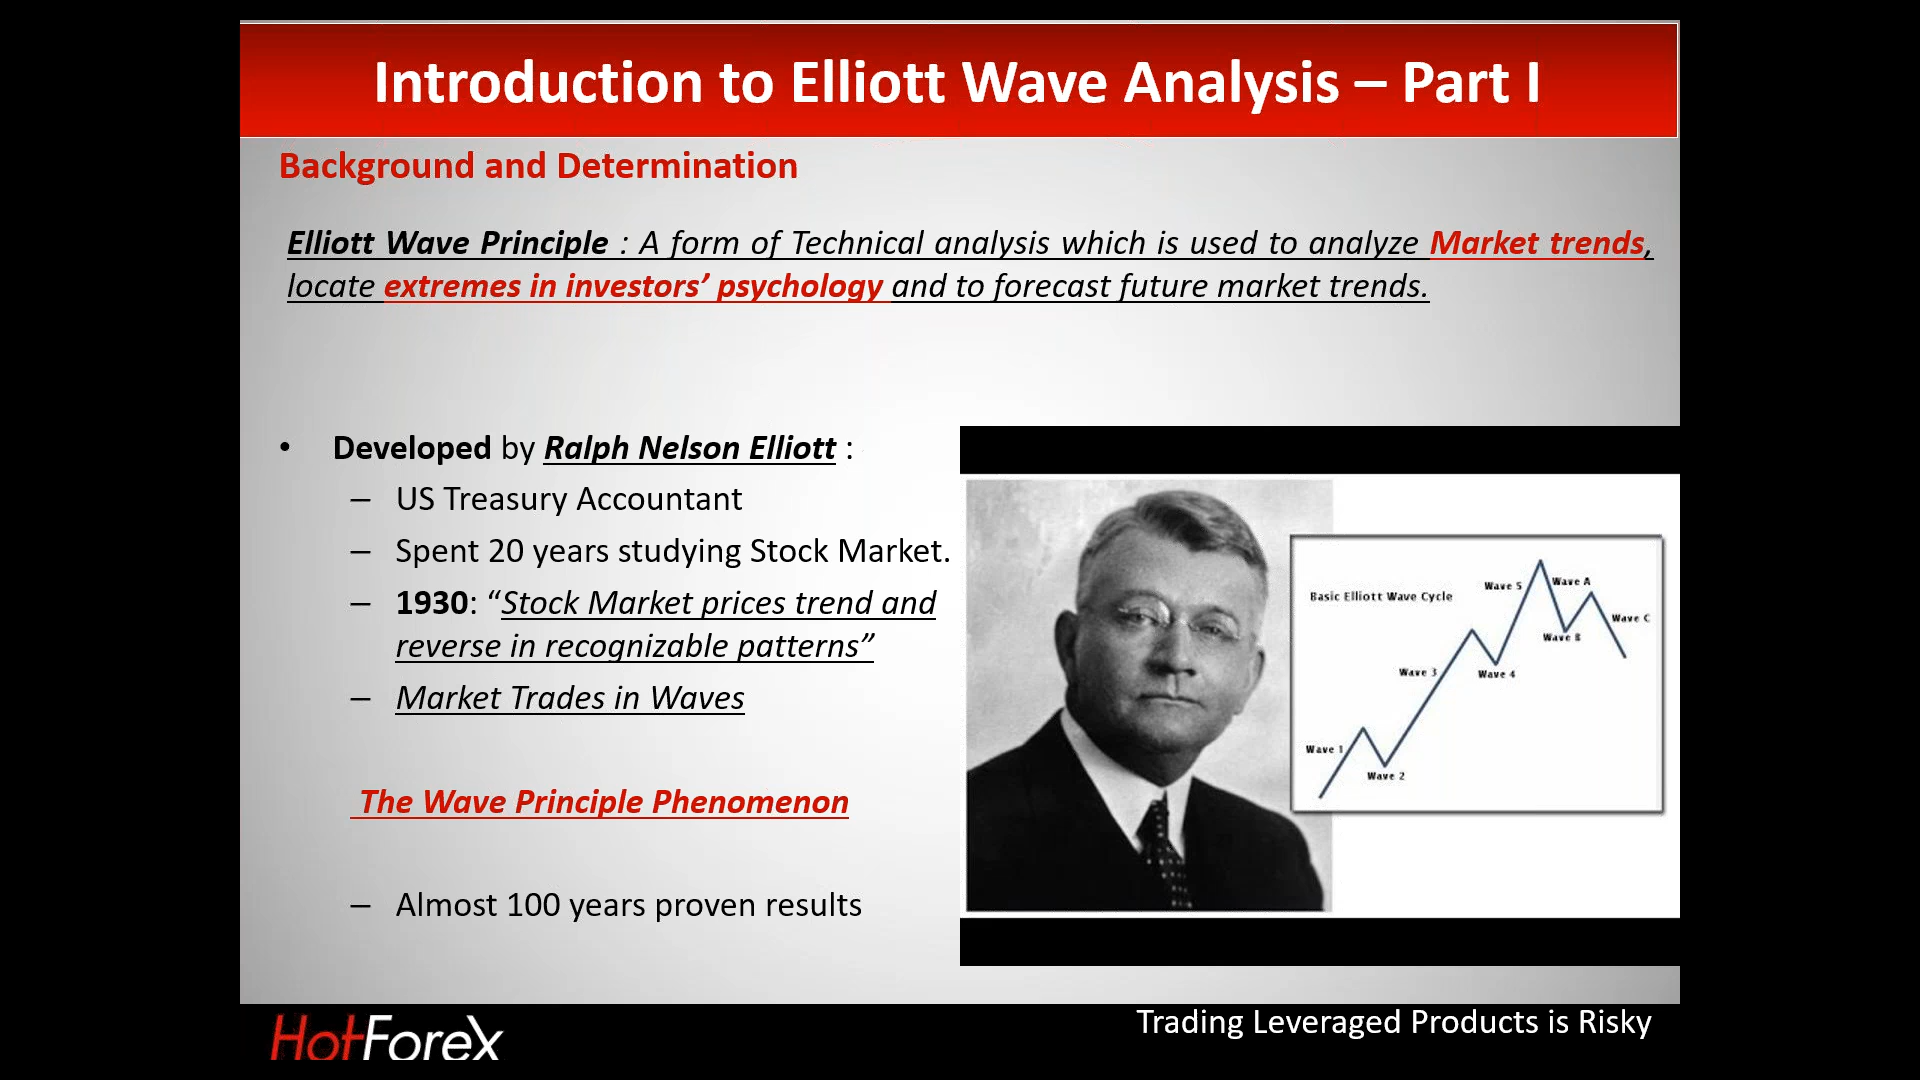 Introduction to Elliott Wave Analysis – Part I
Background and Determination
Elliott Wave Principle : A form of Technical analysis which is used to analyze Market trends,
locate extremes in investors’ psychology and to forecast future market trends.
• Developed by Ralph Nelson Elliott :
– US Treasury Accountant
– Spent 20 years studying Stock Market.
– 1930: “Stock Market prices trend and
reverse in recognizable patterns”
– Market Trades in Waves
The Wave Principle Phenomenon
– Almost 100 years proven results
Basic Elliott Wave Cycle
Wave 1
Wave 2
Wave 3
Wave 4
Wave 5
Wave A
Wave B
Wave C
HotForex
Trading Leveraged Products is Risky